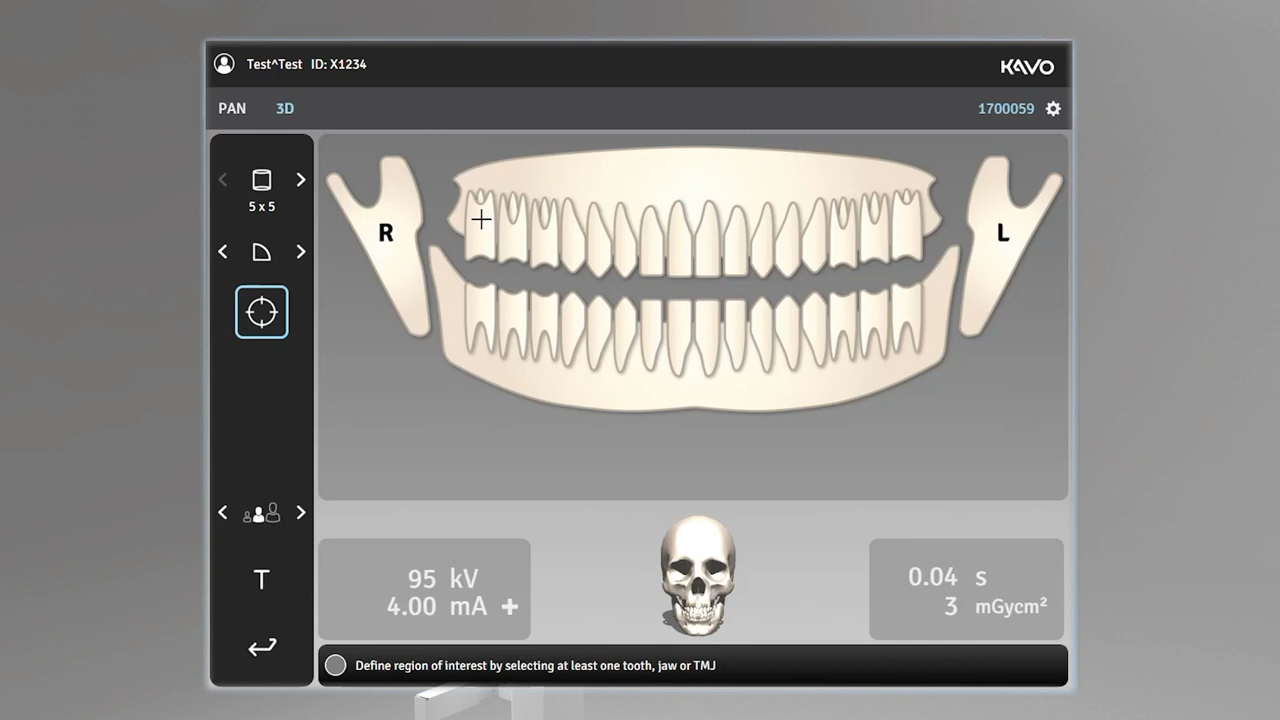 Test^Test ID: X1234
KAVO
PAN 3D
1700059
5 x 5
R
L
T
95 kV
4.00 mA +
0.04 s
3 mGycm²
Define region of interest by selecting at least one tooth, jaw or TMJ